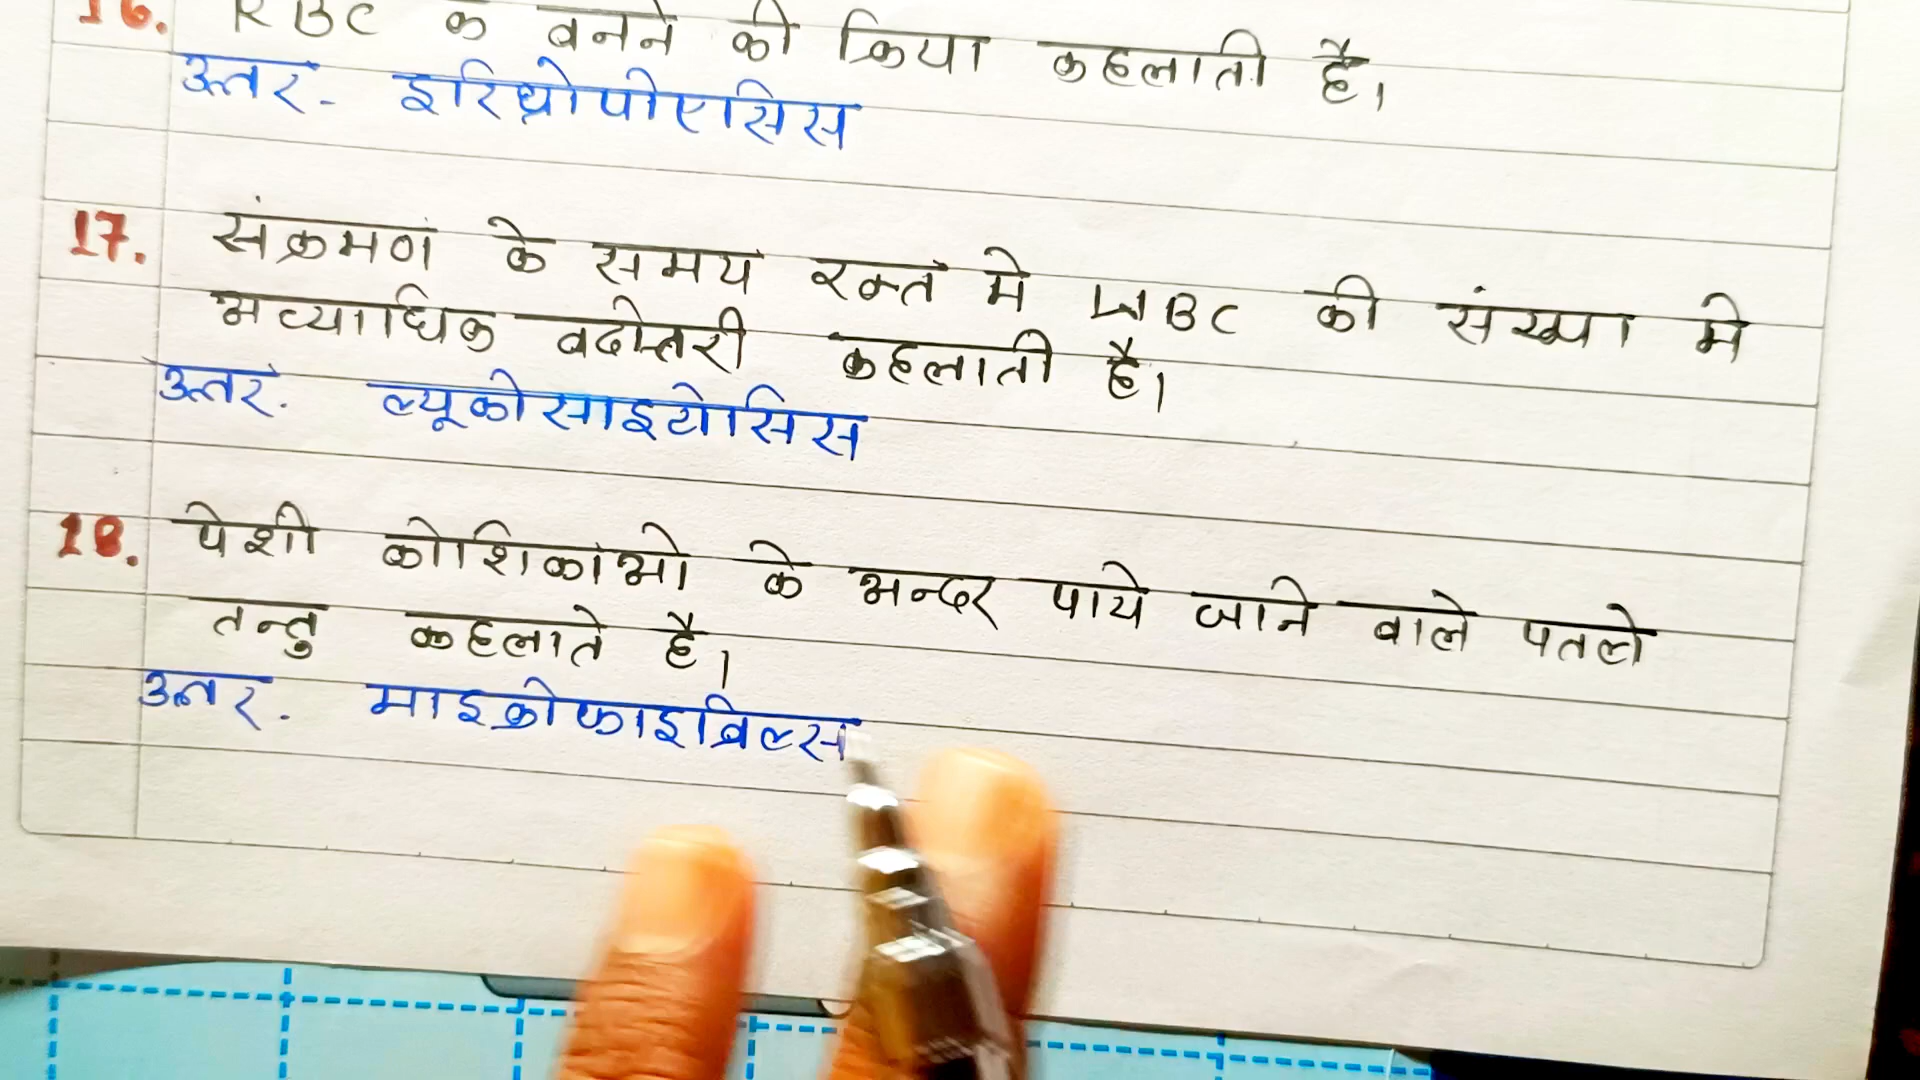 16. RBC के बनने की क्रिया कहलाती है।
उत्तर- इरिथ्रोपोएसिस
17. संक्रमण के समय रक्त मे WBC की संख्या मे
अत्याधिक बढोत्तरी कहलाती है।
उत्तर. ल्यूकोसाइटोसिस
18. पेशी कोशिकाओ के अन्दर पाये जाने वाले पतले
तन्तु कहलाते है।
उत्तर. माइक्रोफाइब्रिल्स